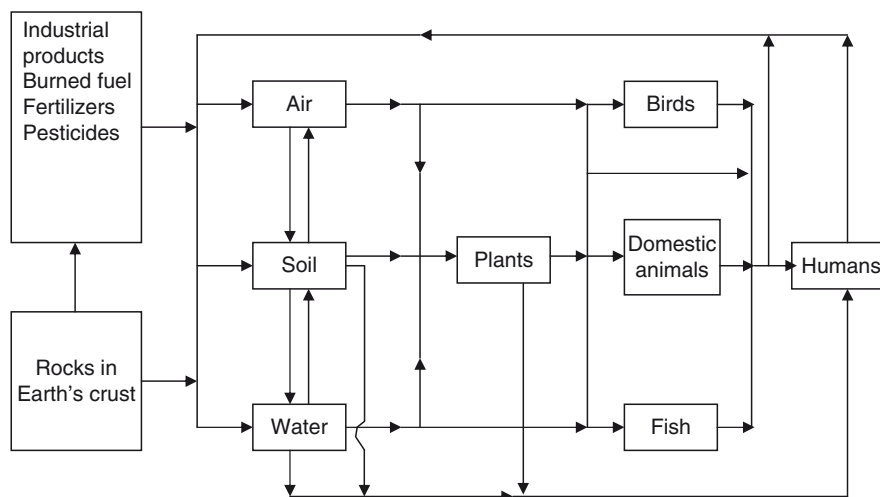 Industrial
products
Burned fuel
Fertilizers
Pesticides
Air
Birds
Soil
Plants
Domestic
animals
Humans
Rocks in
Earth's crust
Water
Fish